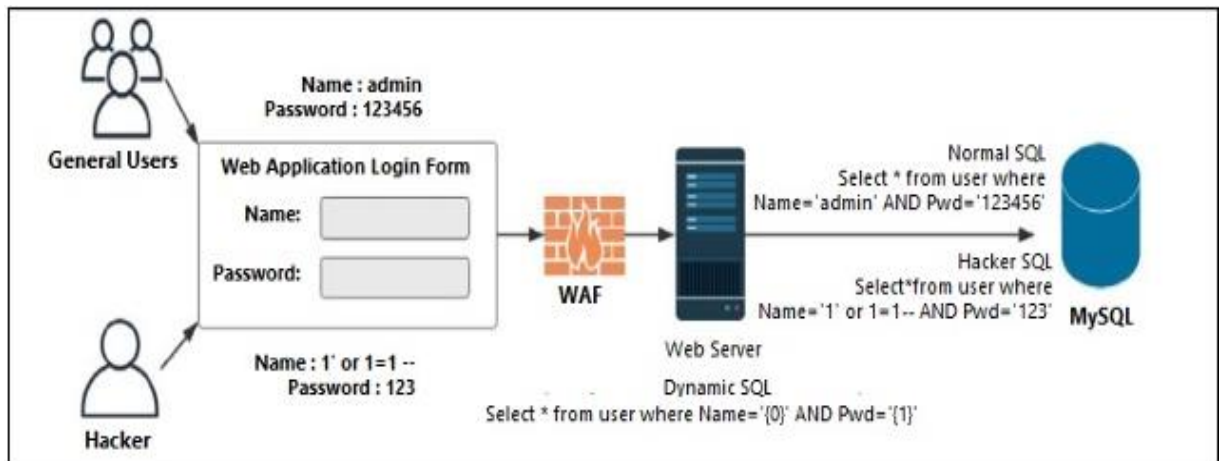 Name : admin
Password : 123456
General Users
Web Application Login Form
Name:
Password:
WAF
Web Server
Normal SQL
Select * from user where
Name='admin' AND Pwd='123456'
Hacker SQL
Select*from user where
Name='1' or 1=1-- AND Pwd='123'
MySQL
Name : 1' or 1=1 --
Password : 123
Hacker
Dynamic SQL
Select * from user where Name='{0}' AND Pwd='{1}'